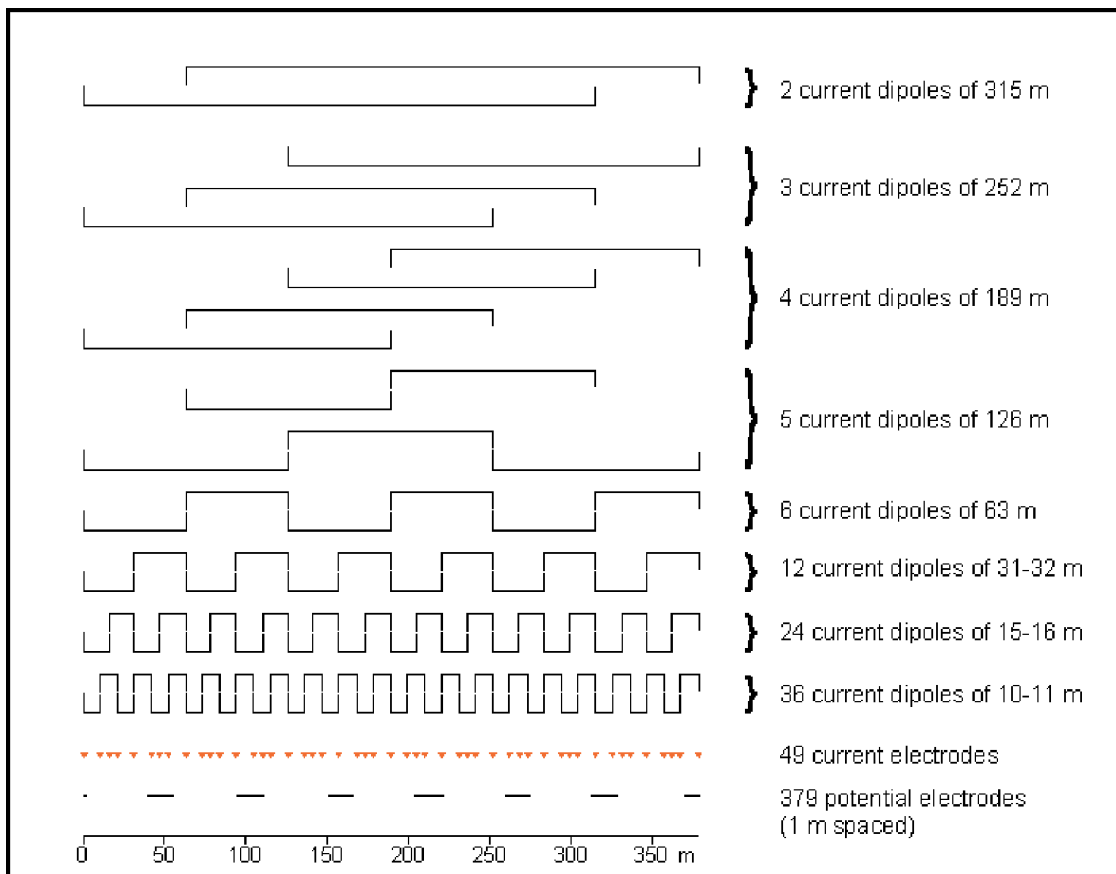 2 current dipoles of 315 m
3 current dipoles of 252 m
4 current dipoles of 189 m
5 current dipoles of 126 m
6 current dipoles of 63 m
12 current dipoles of 31-32 m
24 current dipoles of 15-16 m
36 current dipoles of 10-11 m
49 current electrodes
379 potential electrodes
(1 m spaced)
0 50 100 150 200 250 300 350 m